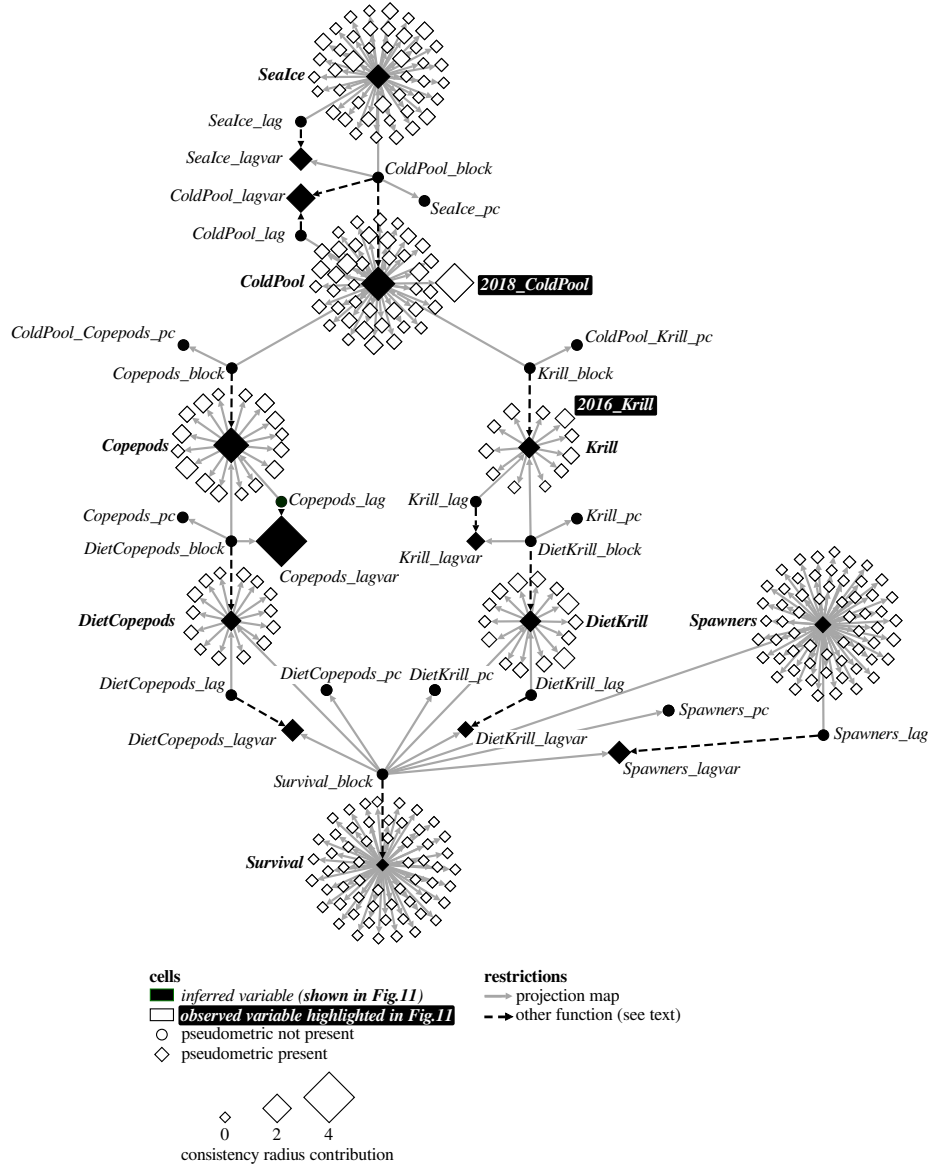 SeaIce
SeaIce_lag
SeaIce_lagvar
ColdPool_block
ColdPool_lagvar
SeaIce_pc
ColdPool_lag
ColdPool
2018_ColdPool
ColdPool_Copepods_pc
ColdPool_Krill_pc
Copepods_block
Krill_block
2016_Krill
Copepods
Krill
Copepods_lag
Krill_lag
Copepods_pc
Krill_pc
DietCopepods_block
Krill_lagvar
DietKrill_block
Copepods_lagvar
DietCopepods
DietKrill
Spawners
DietCopepods_pc
DietKrill_pc
DietCopepods_lag
DietKrill_lag
Spawners_pc
DietCopepods_lagvar
DietKrill_lagvar
Spawners_lag
Spawners_lagvar
Survival_block
Survival
cells
inferred variable (shown in Fig.11)
observed variable highlighted in Fig.11
pseudometric not present
pseudometric present
restrictions
projection map
other function (see text)
0 2 4
consistency radius contribution